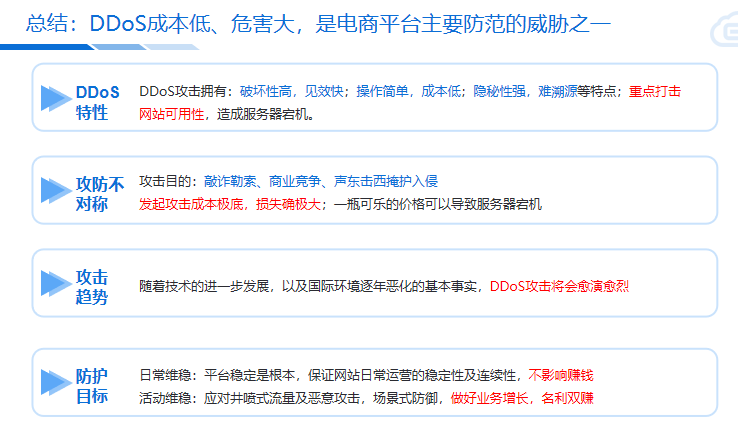 总结：DDoS成本低、危害大，是电商平台主要防范的威胁之一
DDoS
特性
DDoS攻击拥有：破坏性高，见效快；操作简单，成本低；隐秘性强，难溯源等特点；重点打击
网站可用性，造成服务器宕机。
攻防不
对称
攻击目的：敲诈勒索、商业竞争、声东击西掩护入侵
发起攻击成本极底，损失确极大；一瓶可乐的价格可以导致服务器宕机
攻击
趋势
随着技术的进一步发展，以及国际环境逐年恶化的基本事实，DDoS攻击将会愈演愈烈
防护
目标
日常维稳：平台稳定是根本，保证网站日常运营的稳定性及连续性，不影响赚钱
活动维稳：应对井喷式流量及恶意攻击，场景式防御，做好业务增长，名利双赚